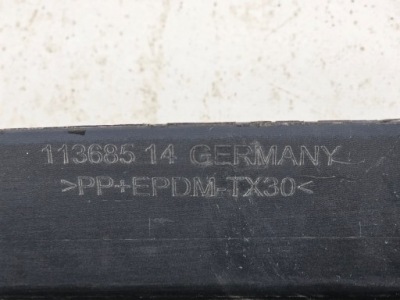 113685 14 GERMANY
>PP+EPDM-TX30<